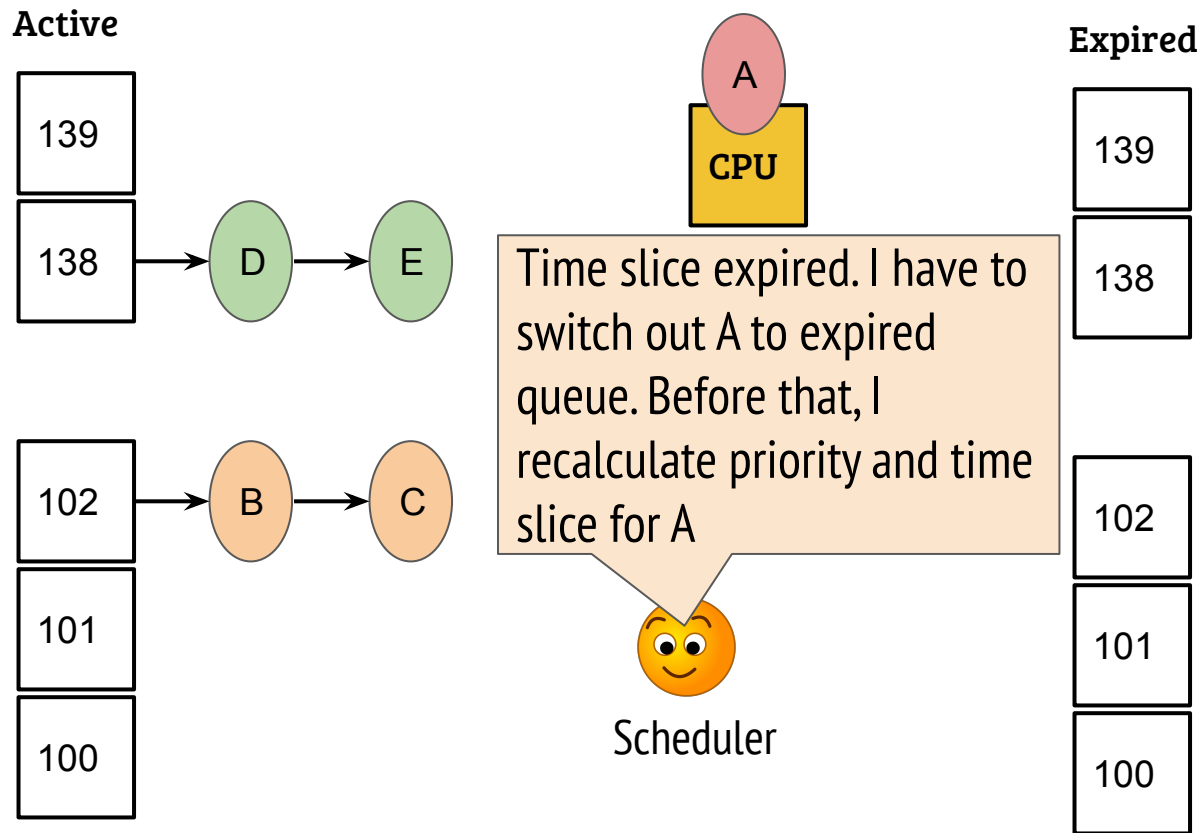 Active
Expired
A
CPU
139
138
D
E
102
B
C
101
100
Time slice expired. I have to
switch out A to expired
queue. Before that, I
recalculate priority and time
slice for A
Scheduler
139
138
102
101
100